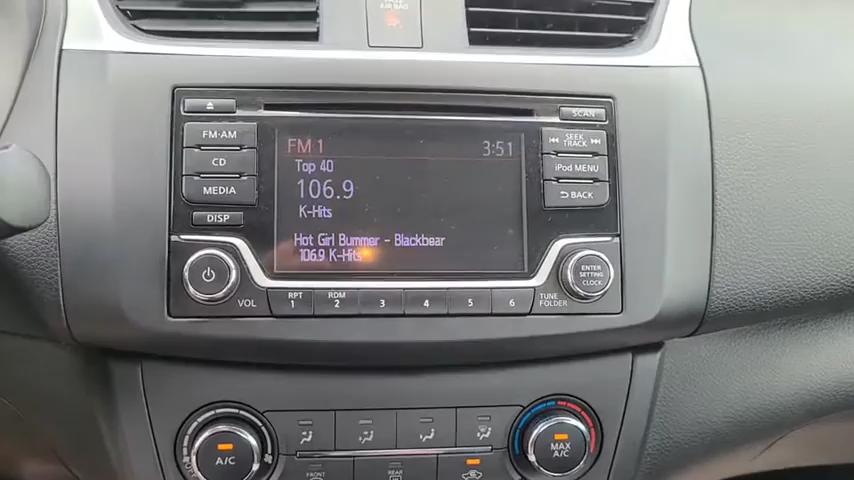 AIR BAG
SCAN
FM·AM
CD
MEDIA
DISP
FM 1
3:51
Top 40
106.9
K-Hits
Hot Girl Bummer - Blackbear
106.9 K-Hits
SEEK
TRACK
iPod MENU
BACK
ENTER
SETTING
CLOCK
VOL
RPT
1
RDM
2
3
4
5
6
TUNE
FOLDER
A/C
MAX
A/C
FRONT
REAR